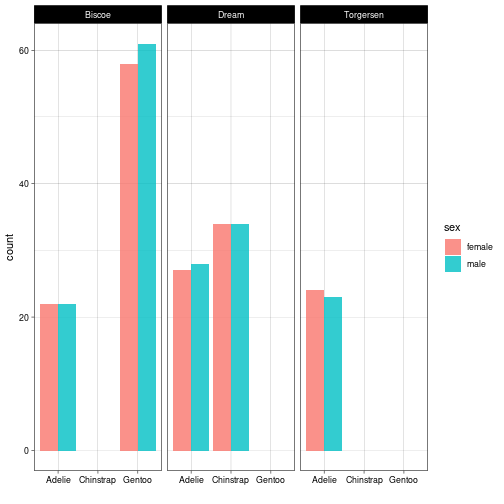 Biscoe Dream Torgersen
60
40
20
0
count
Adelie Chinstrap Gentoo Adelie Chinstrap Gentoo Adelie Chinstrap Gentoo
sex
female
male